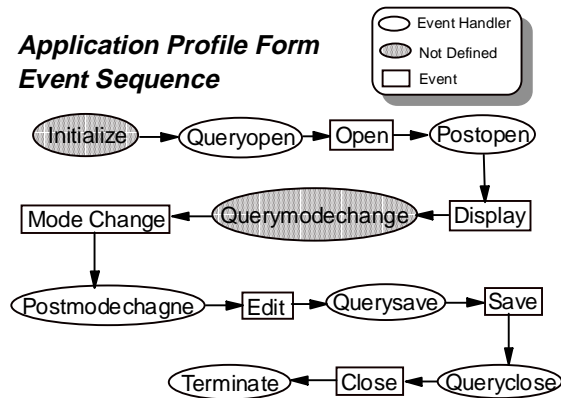 Application Profile Form
Event Sequence
Event Handler
Not Defined
Event
Initialize
Queryopen
Open
Postopen
Mode Change
Querymodechange
Display
Postmodechagne
Edit
Querysave
Save
Terminate
Close
Queryclose